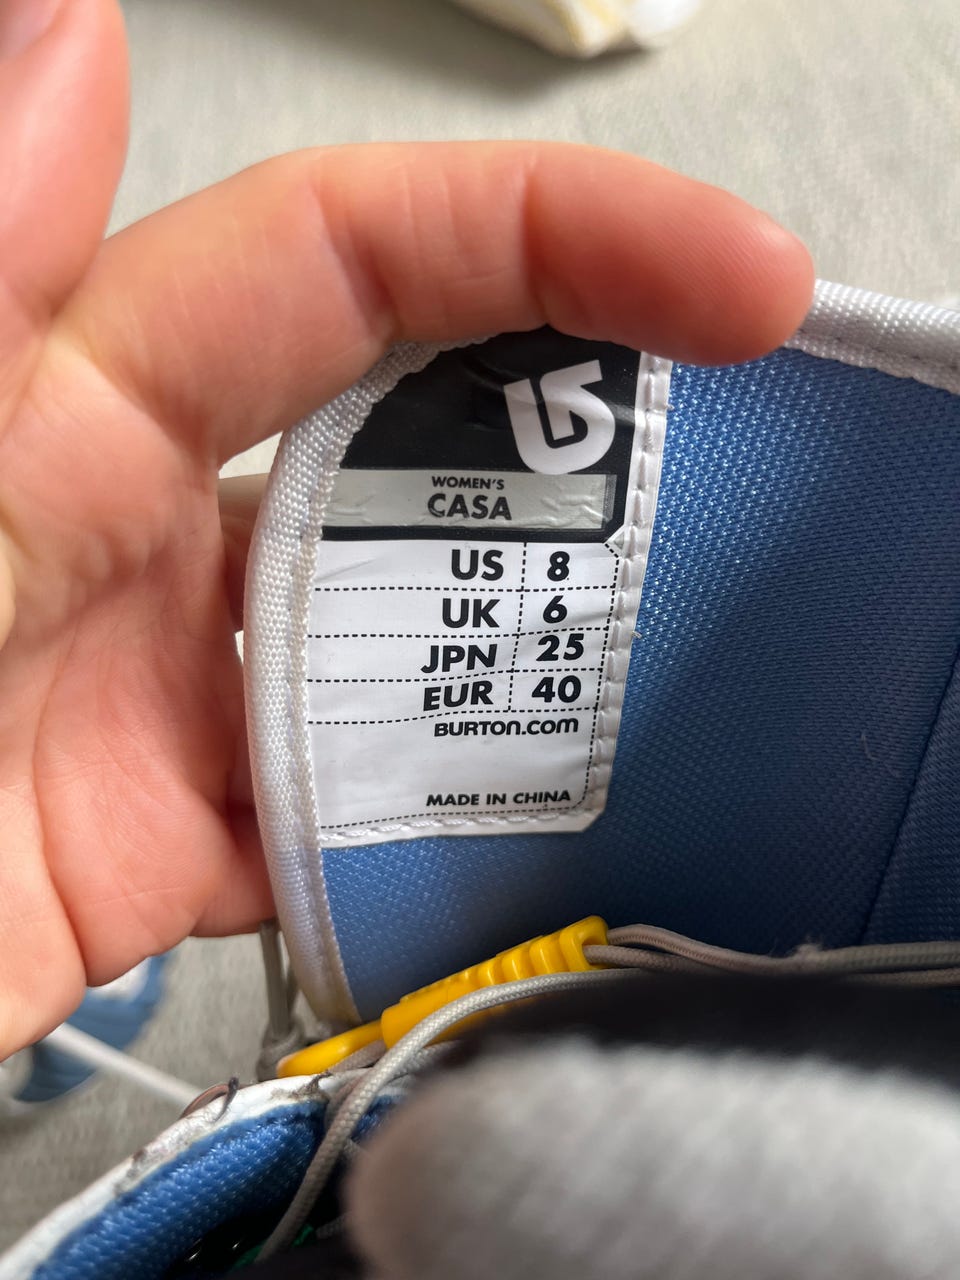 WOMEN'S
CASA
US 8
UK 6
JPN 25
EUR 40
BURTON.COM
MADE IN CHINA